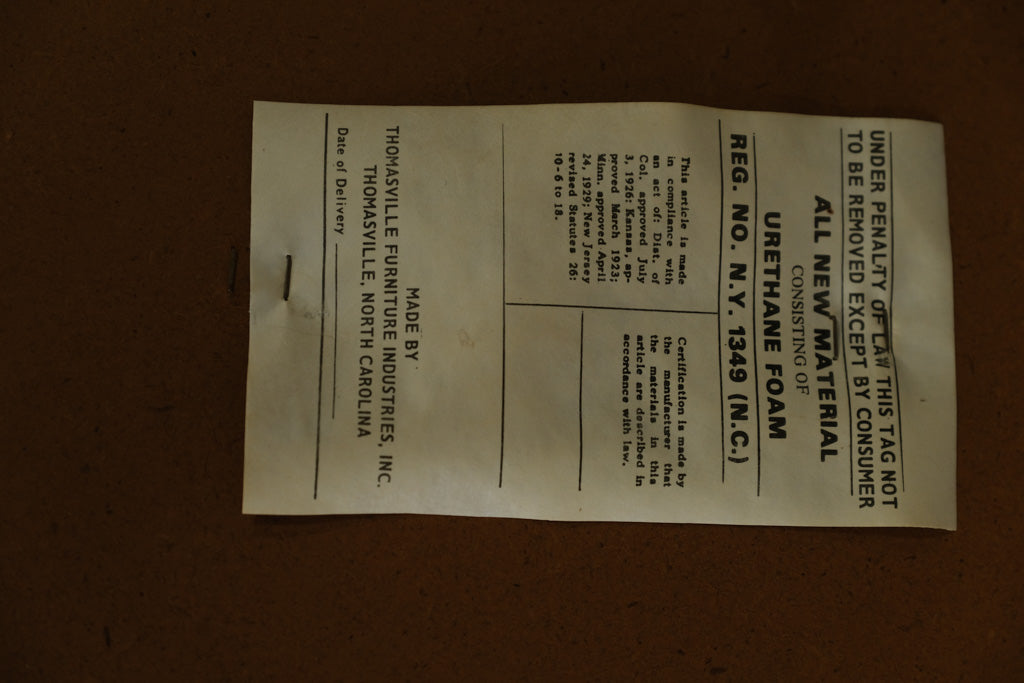 UNDER PENALTY OF LAW THIS TAG NOT
TO BE REMOVED EXCEPT BY CONSUMER
ALL NEW MATERIAL
CONSISTING OF
URETHANE FOAM
REG. NO. N.Y. 1349 (N.C.)
This article is made
in compliance with
an act of: Dist. of
Col. approved July
3, 1926; Kansas, ap-
proved March 1923;
Minn. approved April
24, 1929; New Jersey
revised Statutes 26:
10-6 to 18.
Certification is made by
the manufacturer that
the materials in this
article are described in
accordance with law.
MADE BY
THOMASVILLE FURNITURE INDUSTRIES, INC.
THOMASVILLE, NORTH CAROLINA
Date of Delivery